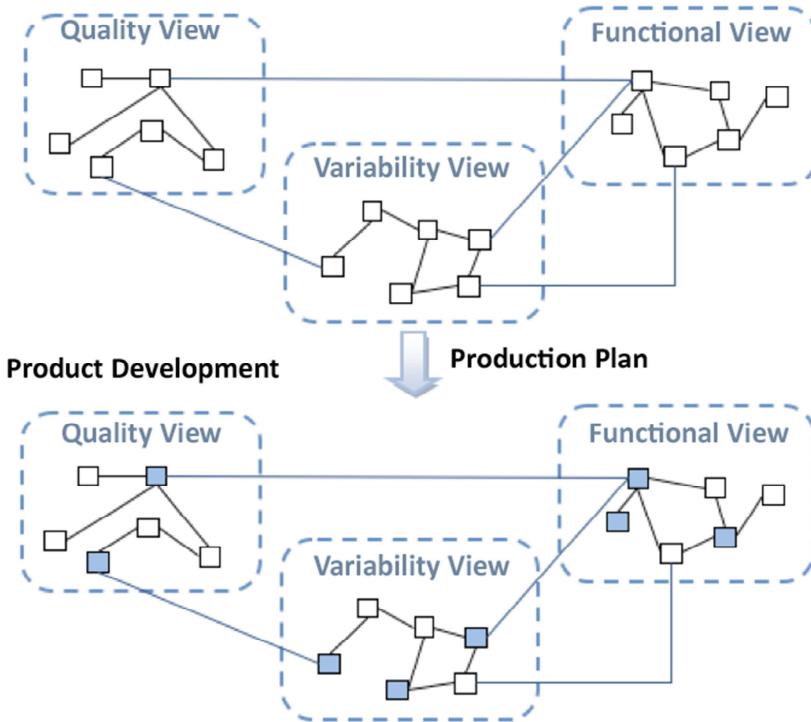 Quality View
Functional View
Variability View
Product Development
Production Plan
Quality View
Functional View
Variability View